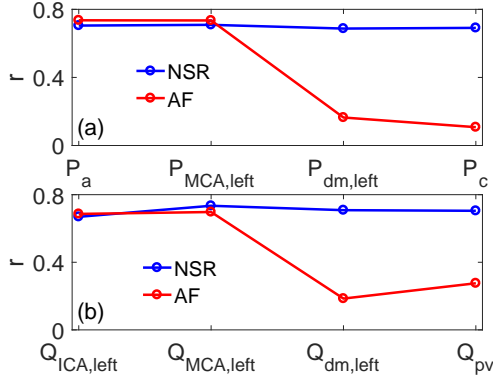 0.8
r
0.4
NSR
AF
(a)
0
P_a P_MCA,left P_dm,left P_c
0.8
r
0.4
NSR
AF
(b)
0
Q_ICA,left Q_MCA,left Q_dm,left Q_pv